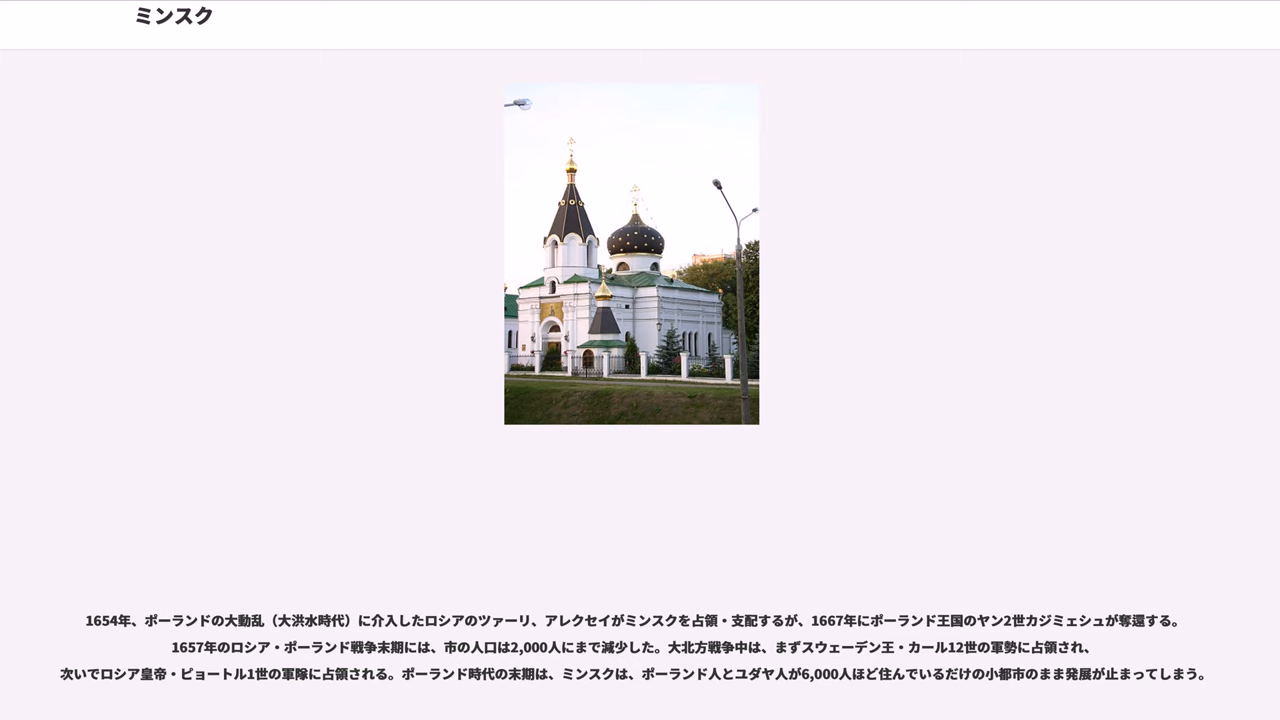 ミンスク
1654年、ポーランドの大動乱（大洪水時代）に介入したロシアのツァーリ、アレクセイがミンスクを占領・支配するが、1667年にポーランド王国のヤン2世カジミェシュが奪還する。
1657年のロシア・ポーランド戦争末期には、市の人口は2,000人にまで減少した。大北方戦争中は、まずスウェーデン王・カール12世の軍勢に占領され、
次いでロシア皇帝・ピョートル1世の軍隊に占領される。ポーランド時代の末期は、ミンスクは、ポーランド人とユダヤ人が6,000人ほど住んでいるだけの小都市のまま発展が止まってしまう。